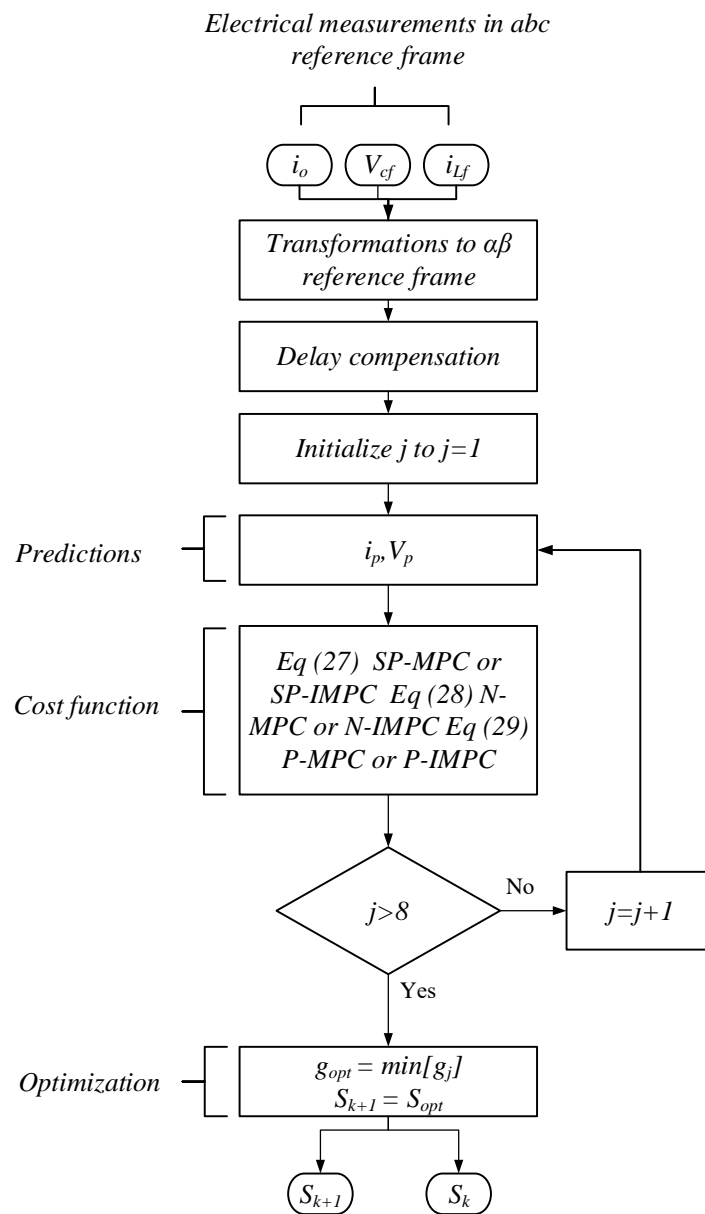 Electrical measurements in abc
reference frame
i_o
V_cf
i_Lf
Transformations to αβ
reference frame
Delay compensation
Initialize j to j=1
Predictions
i_p,V_p
Cost function
Eq (27) SP-MPC or
SP-IMPC Eq (28) N-
MPC or N-IMPC Eq (29)
P-MPC or P-IMPC
j>8
No
j=j+1
Yes
Optimization
g_opt = min[g_j]
S_k+1 = S_opt
S_k+1
S_k